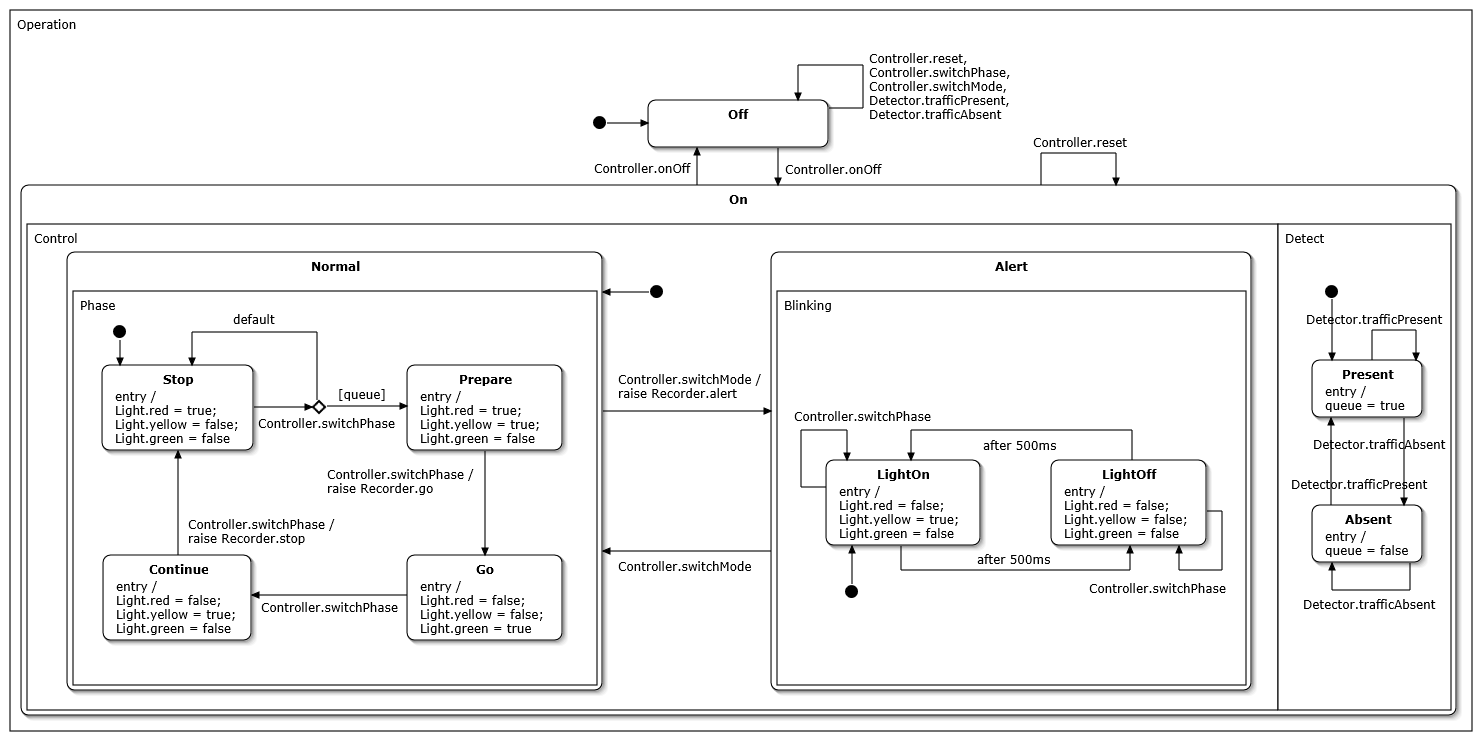 Operation
Controller.reset,
Controller.switchPhase,
Controller.switchMode,
Detector.trafficPresent,
Detector.trafficAbsent
Off
Controller.onOff
Controller.onOff
Controller.reset
On
Control
Normal
Phase
default
Stop
entry /
Light.red = true;
Light.yellow = false;
Light.green = false
Controller.switchPhase
[queue]
Prepare
entry /
Light.red = true;
Light.yellow = true;
Light.green = false
Controller.switchPhase /
raise Recorder.go
Controller.switchPhase /
raise Recorder.stop
Continue
entry /
Light.red = false;
Light.yellow = true;
Light.green = false
Controller.switchPhase
Go
entry /
Light.red = false;
Light.yellow = false;
Light.green = true
Controller.switchMode /
raise Recorder.alert
Controller.switchMode
Alert
Blinking
Controller.switchPhase
after 500ms
LightOn
entry /
Light.red = false;
Light.yellow = true;
Light.green = false
LightOff
entry /
Light.red = false;
Light.yellow = false;
Light.green = false
after 500ms
Controller.switchPhase
Detect
Detector.trafficPresent
Present
entry /
queue = true
Detector.trafficAbsent
Detector.trafficPresent
Absent
entry /
queue = false
Detector.trafficAbsent